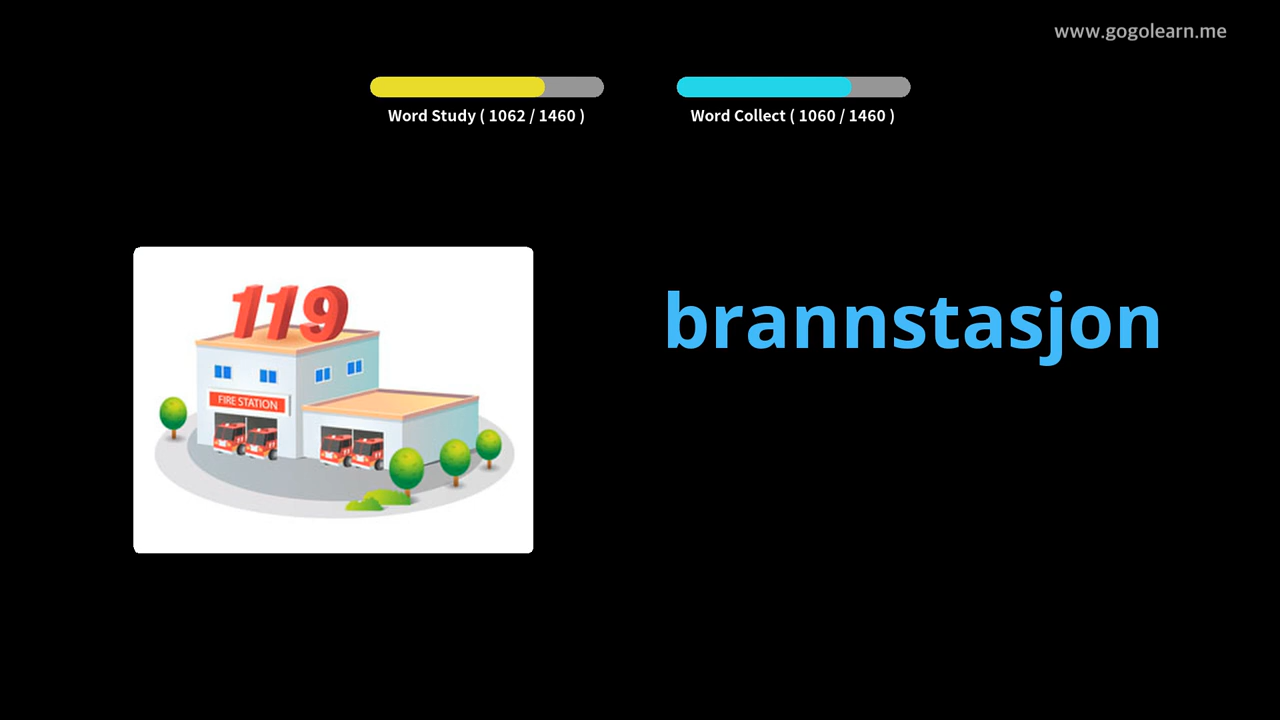 www.gogolearn.me
Word Study ( 1062 / 1460 )
Word Collect ( 1060 / 1460 )
119
FIRE STATION
brannstasjon